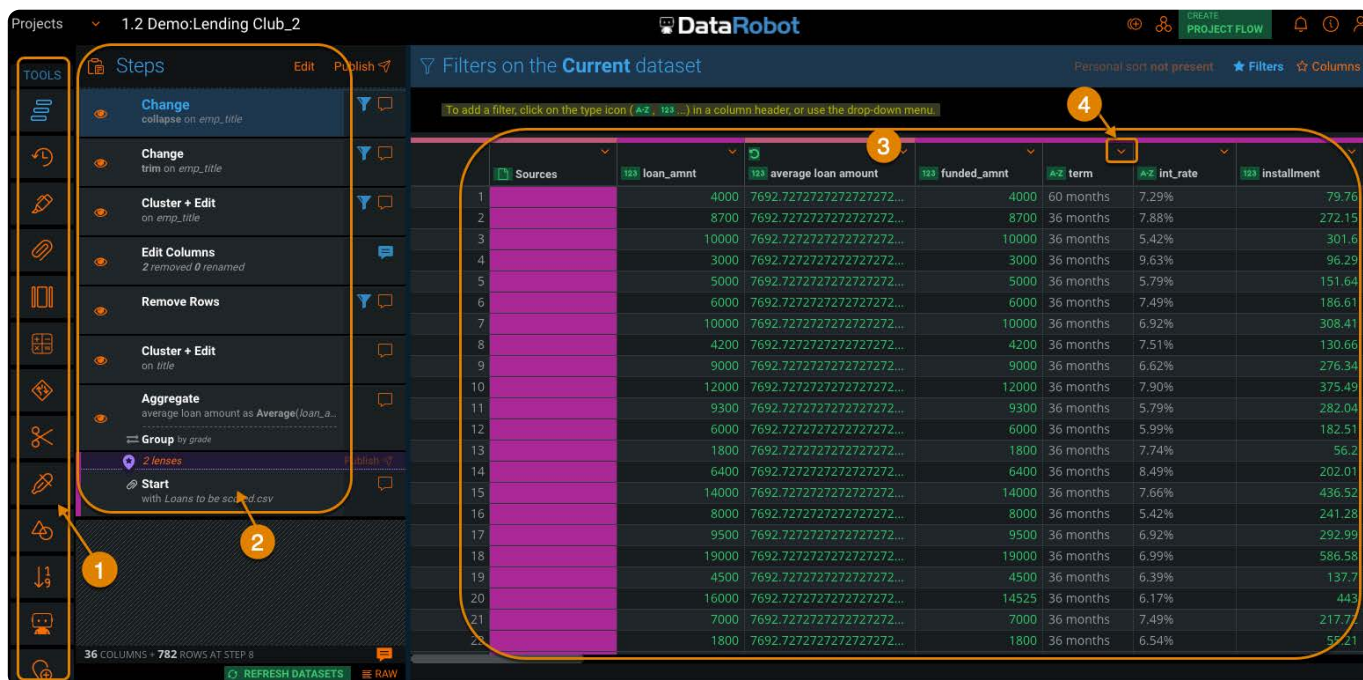 Projects 1.2 Demo:Lending Club_2 DataRobot CREATE PROJECT FLOW
TOOLS
Steps Edit Publish
Change
collapse on emp_title
Change
trim on emp_title
Cluster + Edit
on emp_title
Edit Columns
2 removed 0 renamed
Remove Rows
Cluster + Edit
on title
Aggregate
average loan amount as Average(loan_a...
Group by grade
2 lenses Publish
Start
with Loans to be scored.csv
1
2
36 COLUMNS + 782 ROWS AT STEP 8
REFRESH DATASETS RAW
Filters on the Current dataset Personal sort not present Filters Columns
To add a filter, click on the type icon ( A-Z , 123 ...) in a column header, or use the drop-down menu.
3
4
Sources 123 loan_amnt 123 average loan amount 123 funded_amnt A-Z term A-Z int_rate 123 installment
1 4000 7692.7272727272727272... 4000 60 months 7.29% 79.76
2 8700 7692.7272727272727272... 8700 36 months 7.88% 272.15
3 10000 7692.7272727272727272... 10000 36 months 5.42% 301.6
4 3000 7692.7272727272727272... 3000 36 months 9.63% 96.29
5 5000 7692.7272727272727272... 5000 36 months 5.79% 151.64
6 6000 7692.7272727272727272... 6000 36 months 7.49% 186.61
7 10000 7692.7272727272727272... 10000 36 months 6.92% 308.41
8 4200 7692.7272727272727272... 4200 36 months 7.51% 130.66
9 9000 7692.7272727272727272... 9000 36 months 6.62% 276.34
10 12000 7692.7272727272727272... 12000 36 months 7.90% 375.49
11 9300 7692.7272727272727272... 9300 36 months 5.79% 282.04
12 6000 7692.7272727272727272... 6000 36 months 5.99% 182.51
13 1800 7692.7272727272727272... 1800 36 months 7.74% 56.2
14 6400 7692.7272727272727272... 6400 36 months 8.49% 202.01
15 14000 7692.7272727272727272... 14000 36 months 7.66% 436.52
16 8000 7692.7272727272727272... 8000 36 months 5.42% 241.28
17 9500 7692.7272727272727272... 9500 36 months 6.92% 292.99
18 19000 7692.7272727272727272... 19000 36 months 6.99% 586.58
19 4500 7692.7272727272727272... 4500 36 months 6.39% 137.7
20 16000 7692.7272727272727272... 14525 36 months 6.17% 443
21 7000 7692.7272727272727272... 7000 36 months 7.49%
1800 7692.7272727272727272... 1800 36 months 6.54% 55.21